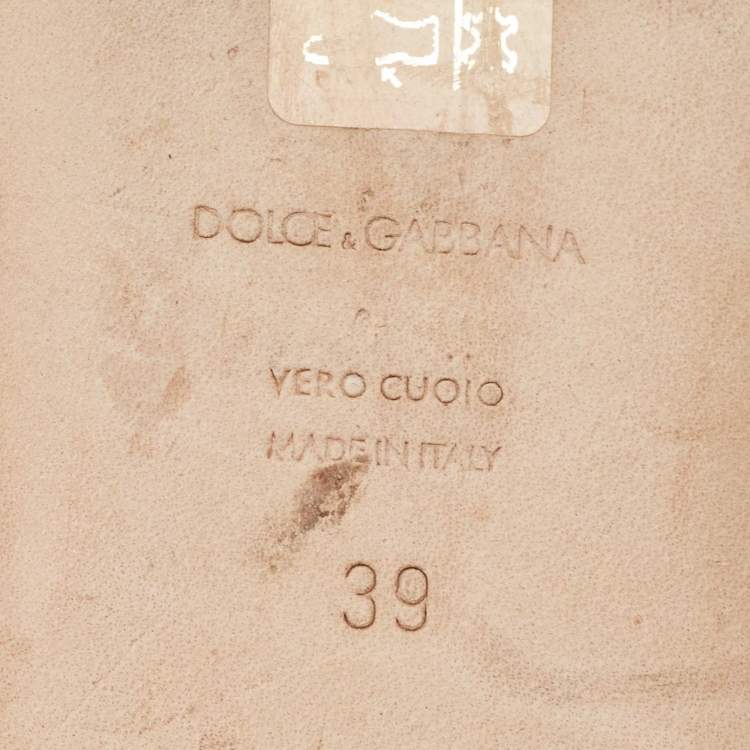 DOLCE & GABBANA
VERO CUOIO
MADE IN ITALY
39